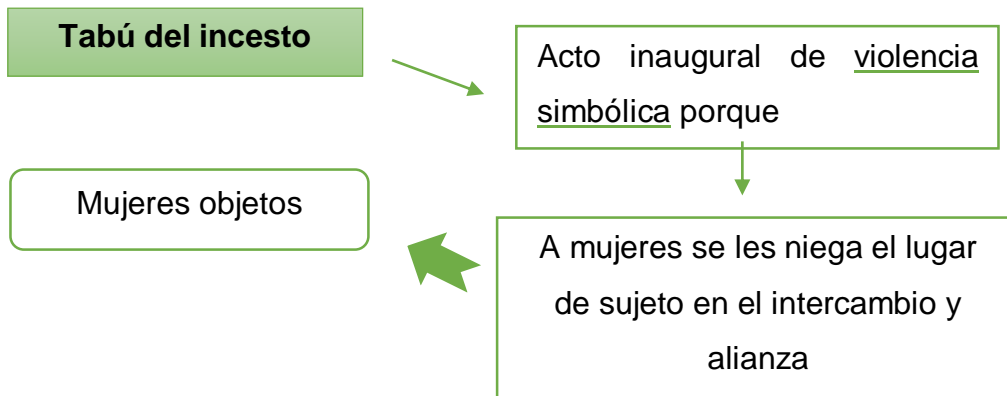 Tabú del incesto
Acto inaugural de violencia
simbólica porque
A mujeres se les niega el lugar
de sujeto en el intercambio y
alianza
Mujeres objetos